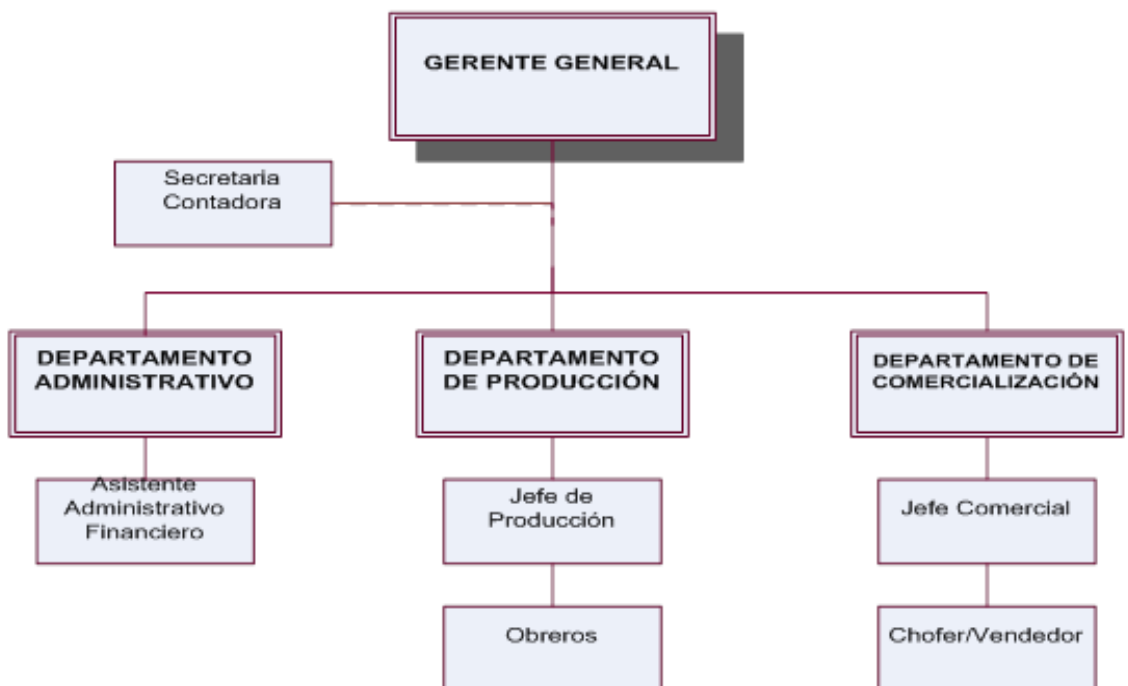 GERENTE GENERAL
Secretaria
Contadora
DEPARTAMENTO
ADMINISTRATIVO
DEPARTAMENTO
DE PRODUCCIÓN
DEPARTAMENTO DE
COMERCIALIZACIÓN
Asistente
Administrativo
Financiero
Jefe de
Producción
Jefe Comercial
Obreros
Chofer/Vendedor